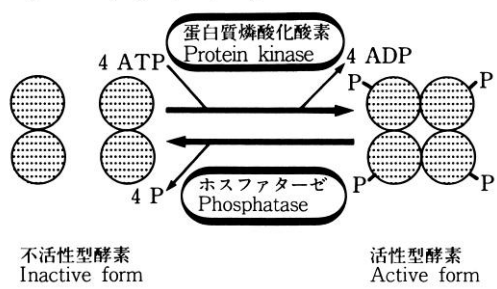 蛋白質燐酸化酸素
Protein kinase
4 ATP
4 ADP
P
P
P
P
4 P
ホスファターゼ
Phosphatase
不活性型酵素
Inactive form
活性型酵素
Active form